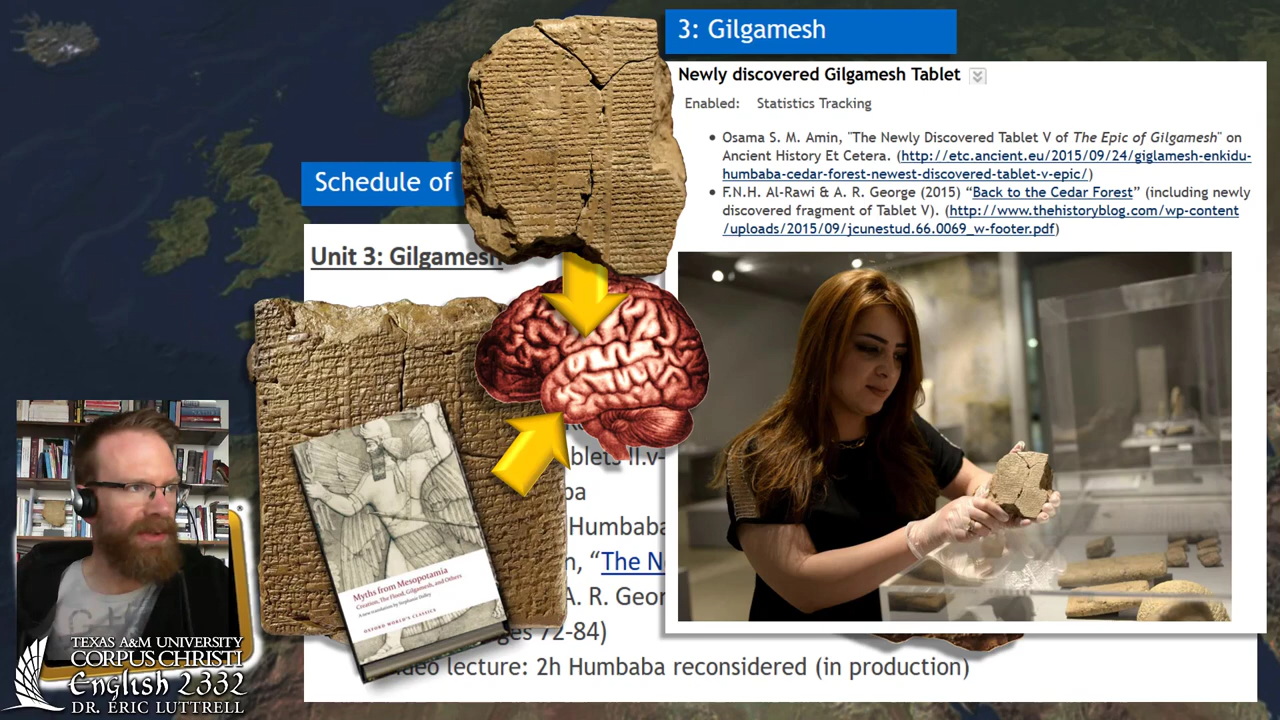 3: Gilgamesh
Newly discovered Gilgamesh Tablet
Enabled: Statistics Tracking
• Osama S. M. Amin, "The Newly Discovered Tablet V of The Epic of Gilgamesh" on
Ancient History Et Cetera. (http://etc.ancient.eu/2015/09/24/giglamesh-enkidu-
humbaba-cedar-forest-newest-discovered-tablet-v-epic/)
• F.N.H. Al-Rawi & A. R. George (2015) “Back to the Cedar Forest” (including newly
discovered fragment of Tablet V). (http://www.thehistoryblog.com/wp-content
/uploads/2015/09/jcunestud.66.0069_w-footer.pdf)
Schedule of
Unit 3: Gilgamesh
blets II.v-
ba
Humbaba
m, “The N
A. R. Geor
ges 72-84)
deo lecture: 2h Humbaba reconsidered (in production)
Myths from Mesopotamia
Creation, The Flood, Gilgamesh, and Others
A new translation by Stephanie Dalley
OXFORD WORLD'S CLASSICS
TEXAS A&M UNIVERSITY
CORPUS CHRISTI
English 2332
DR. ERIC LUTTRELL